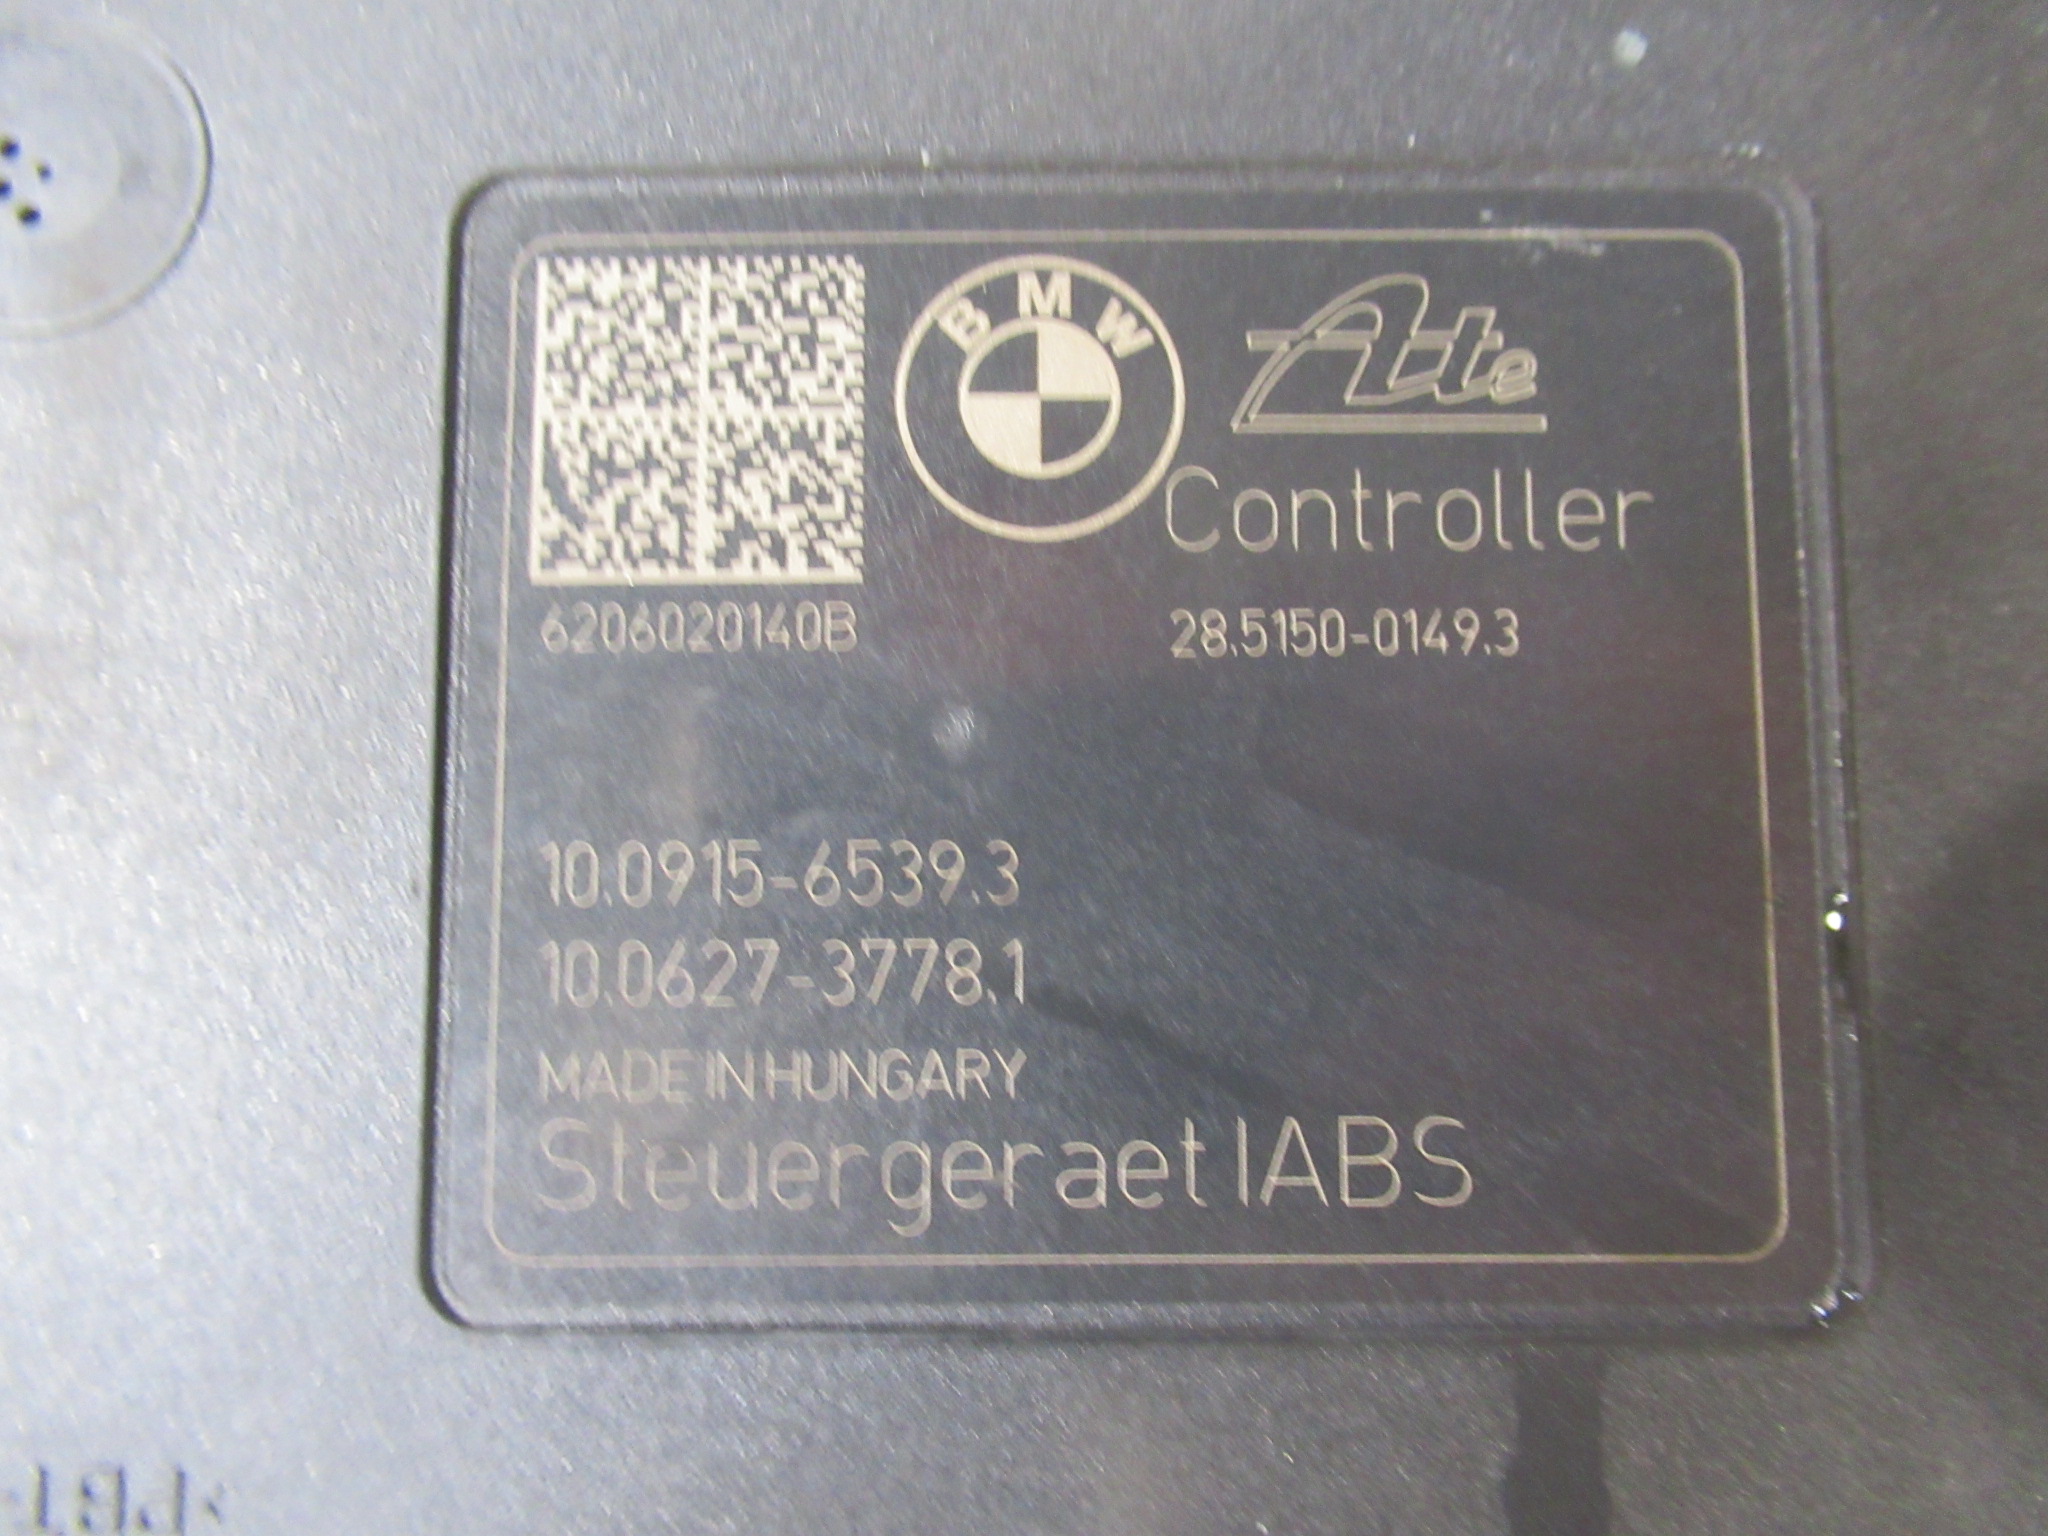 BMW
Ate
Controller
6206020140B
28.5150-0149.3
10.0915-6539.3
10.0627-3778.1
MADE IN HUNGARY
Steuergeraet IABS
>PBT-